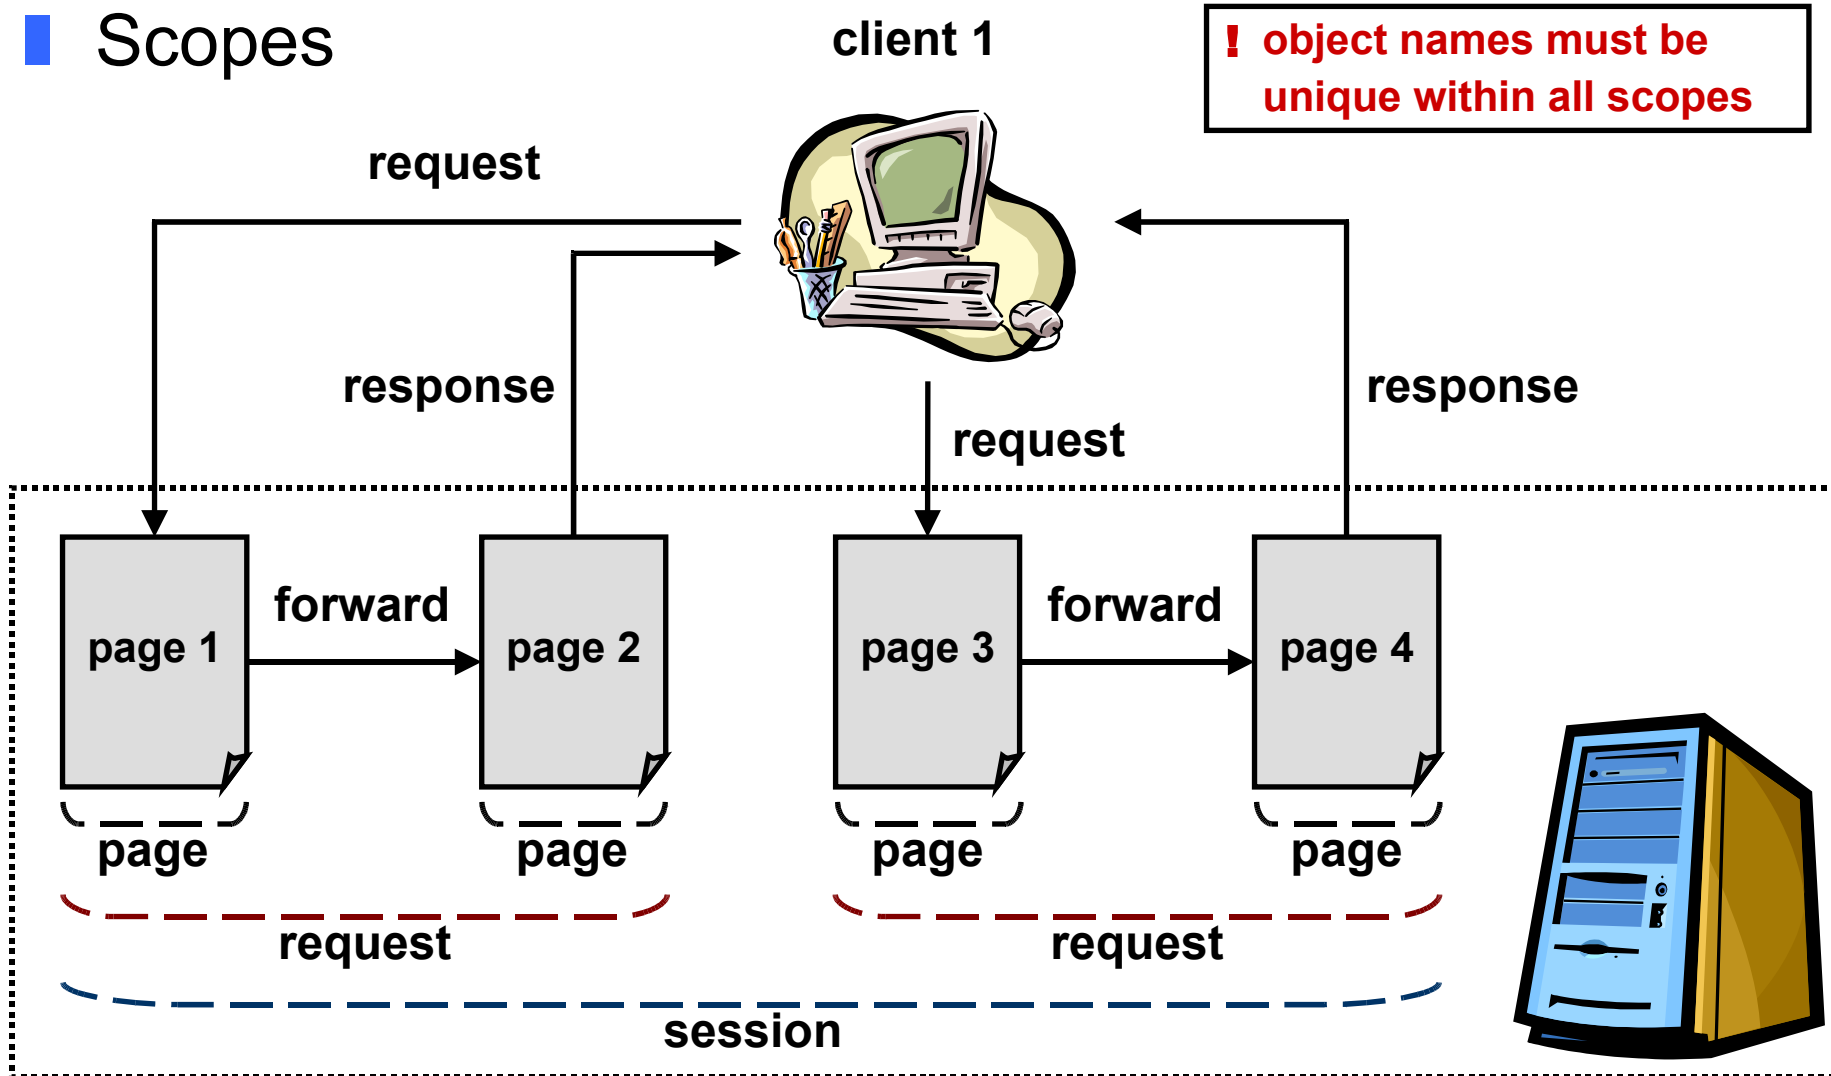 Scopes
client 1
! object names must be
unique within all scopes
request
response
response
request
forward
forward
page 1
page 2
page 3
page 4
page
page
page
page
request
request
session